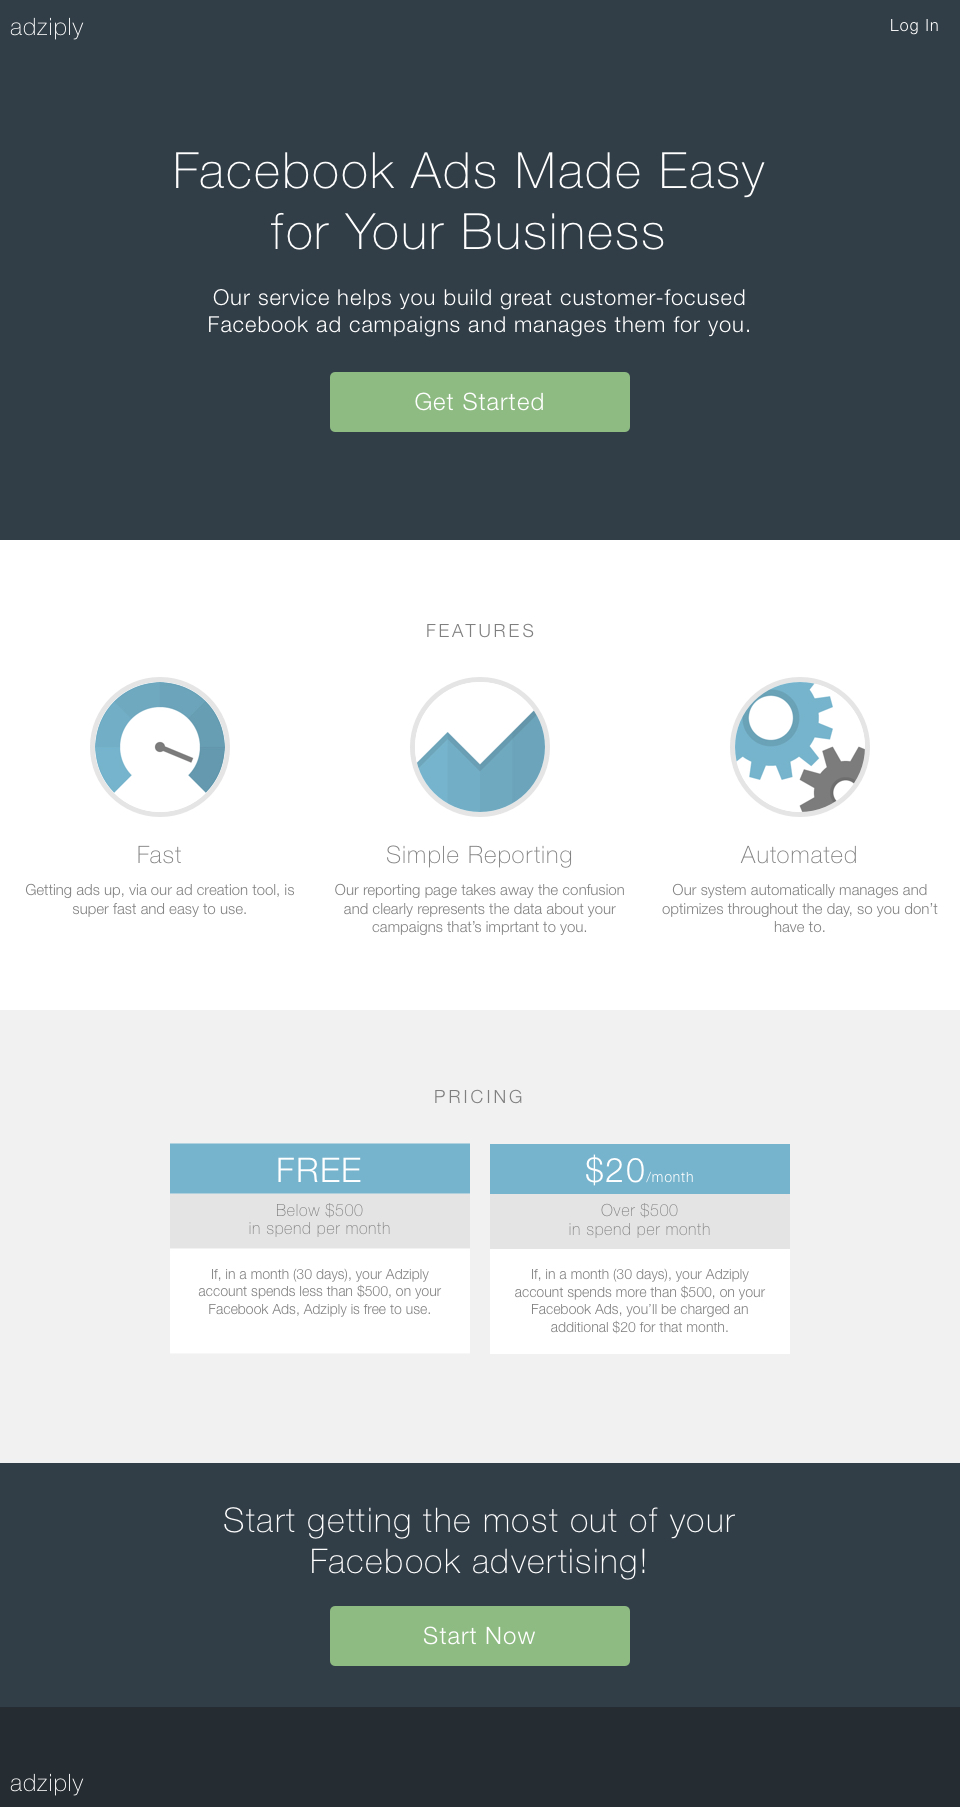 adziply
Log In
Facebook Ads Made Easy
for Your Business
Our service helps you build great customer-focused
Facebook ad campaigns and manages them for you.
Get Started
FEATURES
Fast
Getting ads up, via our ad creation tool, is
super fast and easy to use.
Simple Reporting
Our reporting page takes away the confusion
and clearly represents the data about your
campaigns that’s imprtant to you.
Automated
Our system automatically manages and
optimizes throughout the day, so you don’t
have to.
PRICING
FREE
Below $500
in spend per month
If, in a month (30 days), your Adziply
account spends less than $500, on your
Facebook Ads, Adziply is free to use.
$20/month
Over $500
in spend per month
If, in a month (30 days), your Adziply
account spends more than $500, on your
Facebook Ads, you’ll be charged an
additional $20 for that month.
Start getting the most out of your
Facebook advertising!
Start Now
adziply